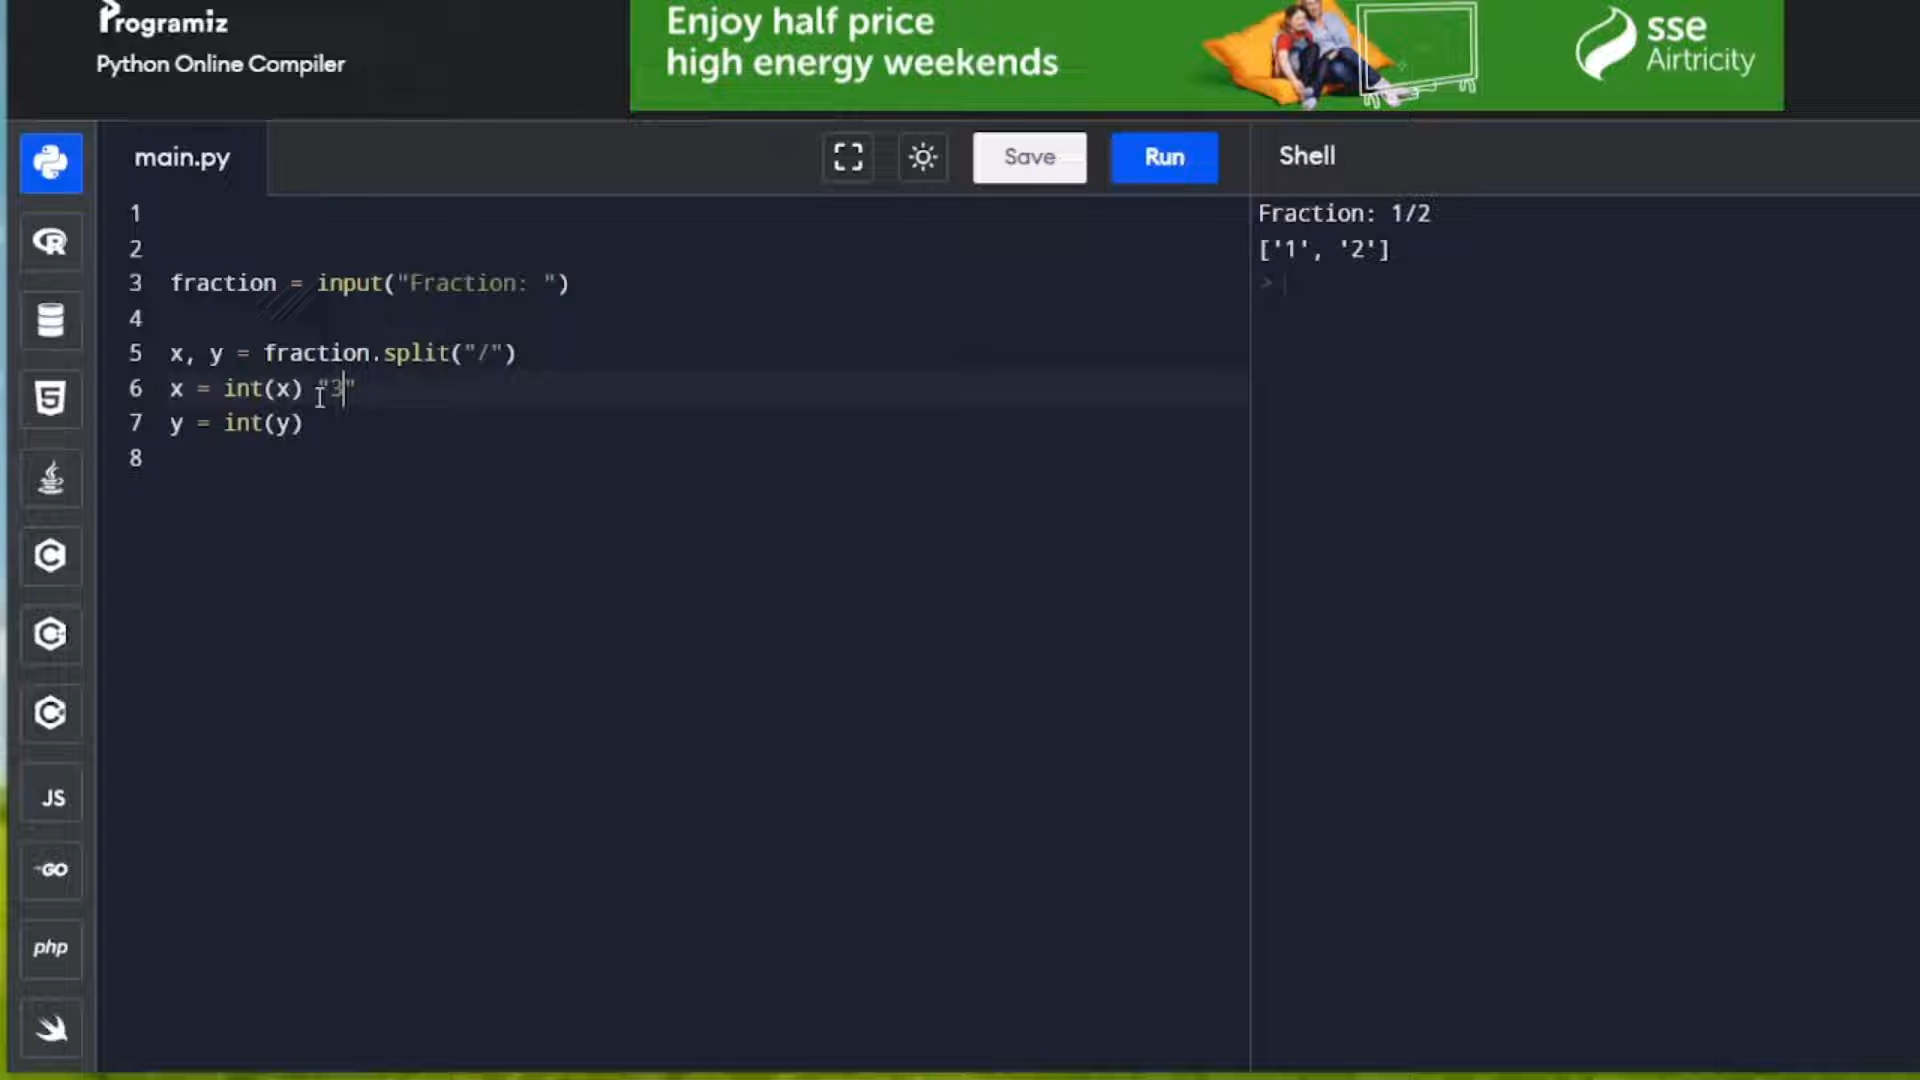 Programiz
Python Online Compiler
Enjoy half price
high energy weekends
sse
Airtricity
main.py
Save
Run
Shell
1
2
3 fraction = input("Fraction: ")
4
5 x, y = fraction.split("/")
6 x = int(x) "3"
7 y = int(y)
8
Fraction: 1/2
['1', '2']
>
JS
GO
php